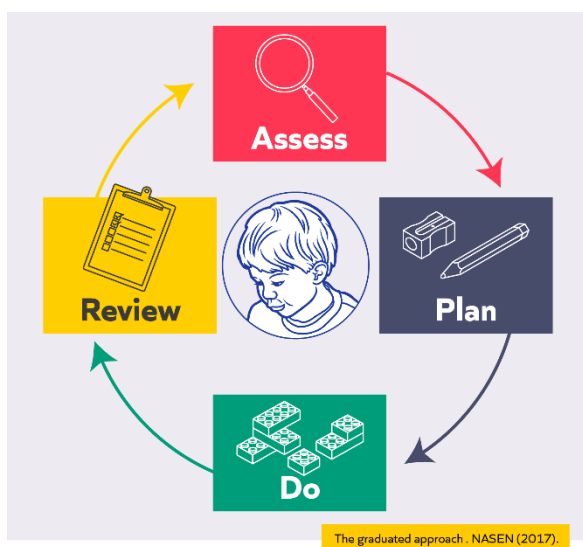 Assess
Plan
Do
Review
The graduated approach . NASEN (2017).